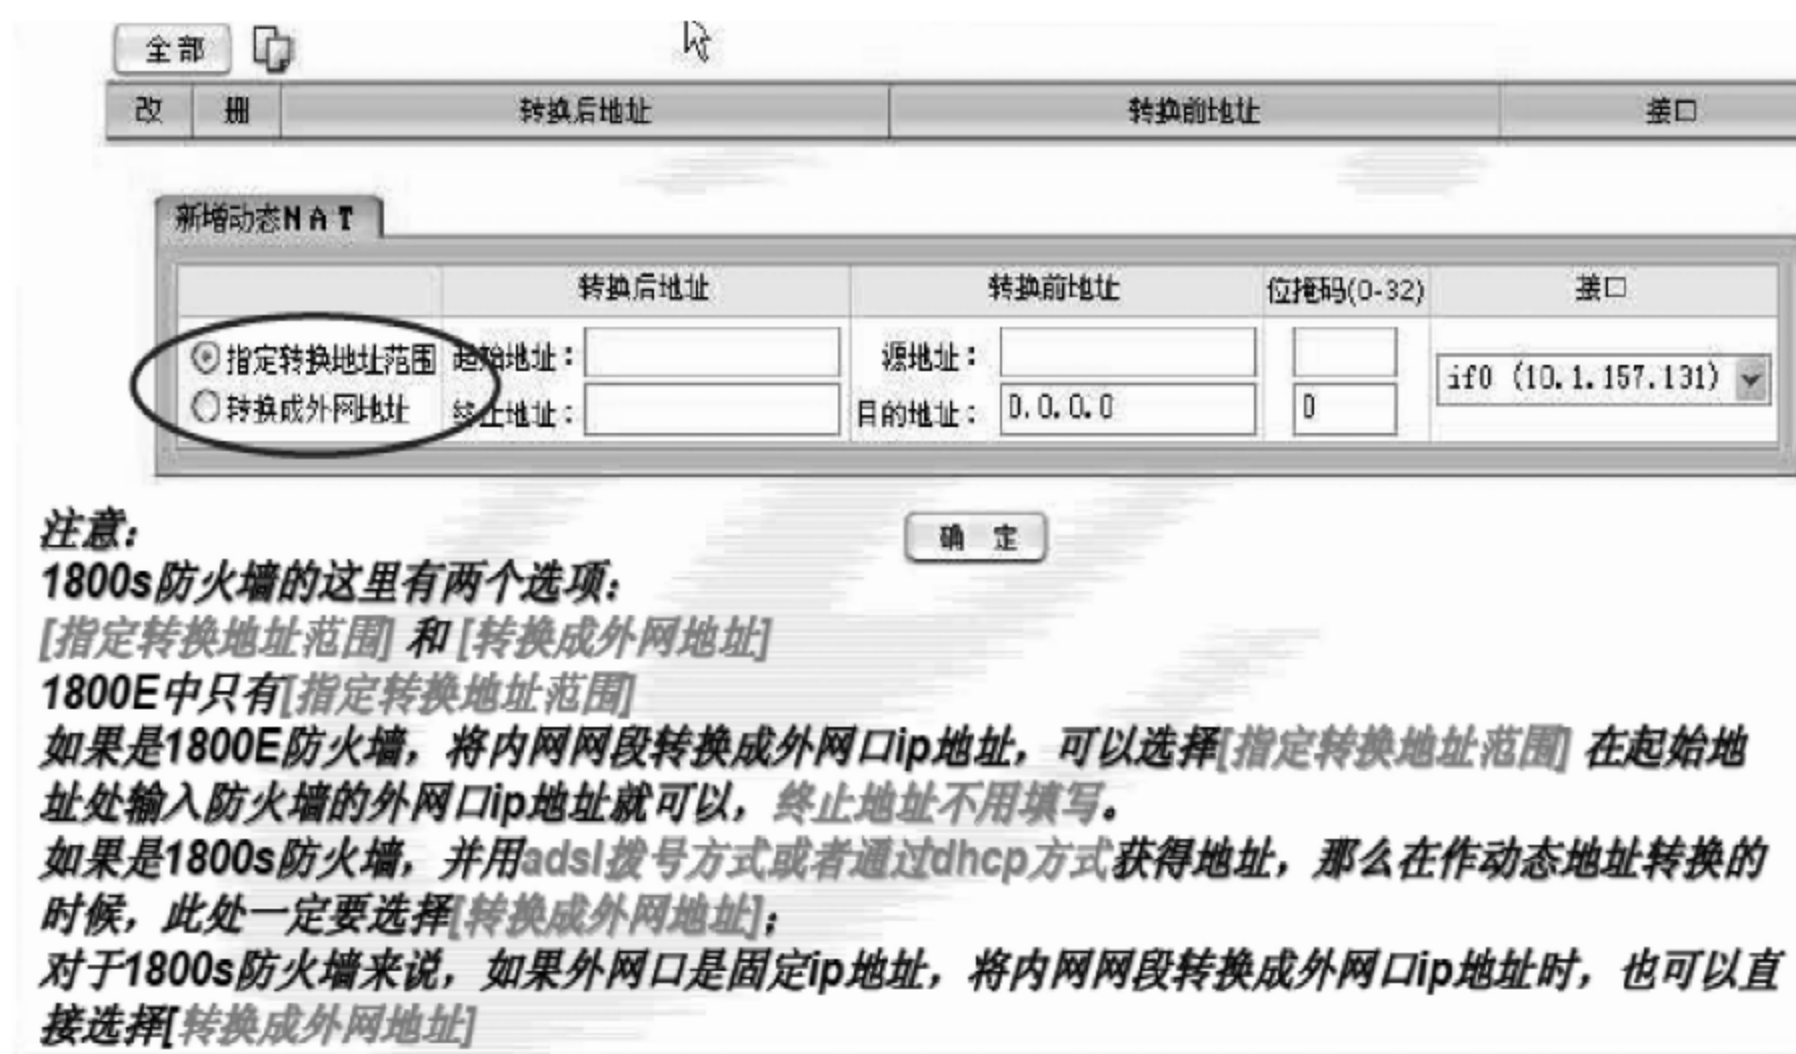 全部
改 删 转换后地址 转换前地址 接口
新增动态NAT
转换后地址 转换前地址 位掩码(0-32) 接口
指定转换地址范围 起始地址: 源地址: if0 (10.1.157.131)
转换成外网地址 终止地址: 目的地址: 0.0.0.0 0
确 定
注意:
1800s防火墙的这里有两个选项:
[指定转换地址范围] 和 [转换成外网地址]
1800E中只有[指定转换地址范围]
如果是1800E防火墙，将内网网段转换成外网口ip地址，可以选择[指定转换地址范围] 在起始地
址处输入防火墙的外网口ip地址就可以，终止地址不用填写。
如果是1800s防火墙，并用adsl拨号方式或者通过dhcp方式获得地址，那么在作动态地址转换的
时候，此处一定要选择[转换成外网地址];
对于1800s防火墙来说，如果外网口是固定ip地址，将内网网段转换成外网口ip地址时，也可以直
接选择[转换成外网地址]